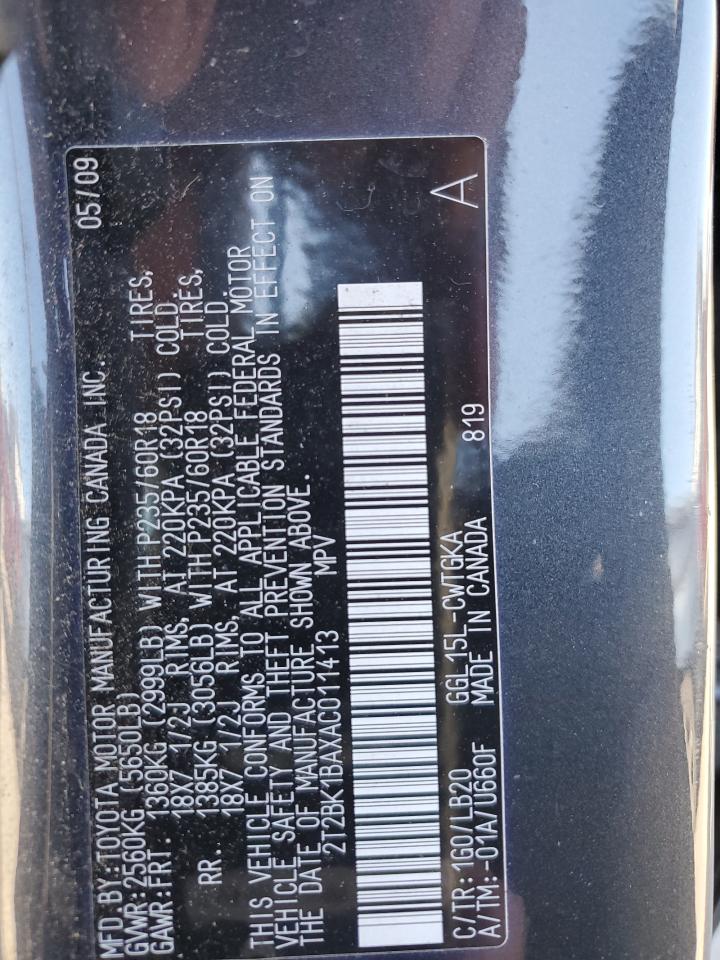 MFD.BY:TOYOTA MOTOR MANUFACTURING CANADA INC. 05/09
GVWR:2560KG (5650LB)
GAWR:FRT. 1360KG (2999LB) WITH P235/60R18 TIRES,
18X7 1/2J RIMS, AT 220KPA (32PSI) COLD
RR. 1385KG (3056LB) WITH P235/60R18 TIRES,
18X7 1/2J RIMS, AT 220KPA (32PSI) COLD
THIS VEHICLE CONFORMS TO ALL APPLICABLE FEDERAL MOTOR
VEHICLE SAFETY AND THEFT PREVENTION STANDARDS IN EFFECT ON
THE DATE OF MANUFACTURE SHOWN ABOVE.
2T2BK1BAXAC011413 MPV
C/TR:1G0/LB20 GGL15L-CWTGKA 819 A
A/TM:-01A/U660F MADE IN CANADA